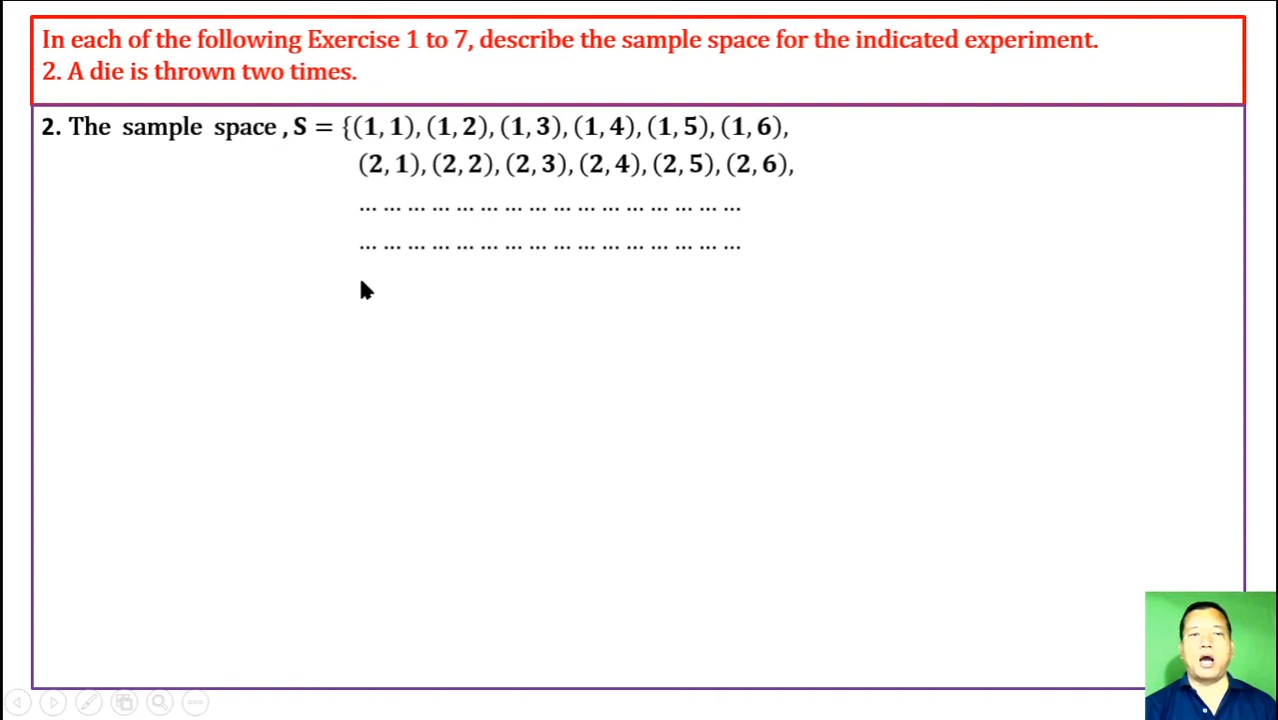 In each of the following Exercise 1 to 7, describe the sample space for the indicated experiment.
2. A die is thrown two times.
2. The sample space , S = {(1, 1), (1, 2), (1, 3), (1, 4), (1, 5), (1, 6),
(2, 1), (2, 2), (2, 3), (2, 4), (2, 5), (2, 6),
... ... ... ... ... ... ... ... ... ... ... ... ... ... ... ...
... ... ... ... ... ... ... ... ... ... ... ... ... ... ... ...